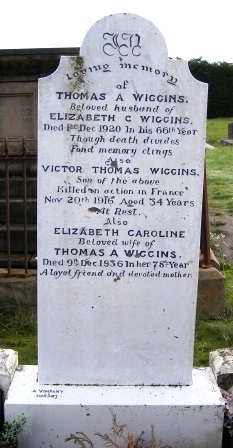 IN
Loving memory
of
THOMAS A WIGGINS.
Beloved husband of
ELIZABETH C WIGGINS,
Died 1st Dec 1920 In his 66th Year
Though death divides
Fond memory clings
Also
VICTOR THOMAS WIGGINS,
Son of the above
Killed in action in France
Nov 20th 1916 Aged 34 Years
At Rest.
Also
ELIZABETH CAROLINE
Beloved wife of
THOMAS A WIGGINS.
Died 9th Dec 1936 In her 78th Year
A loyal friend and devoted mother.